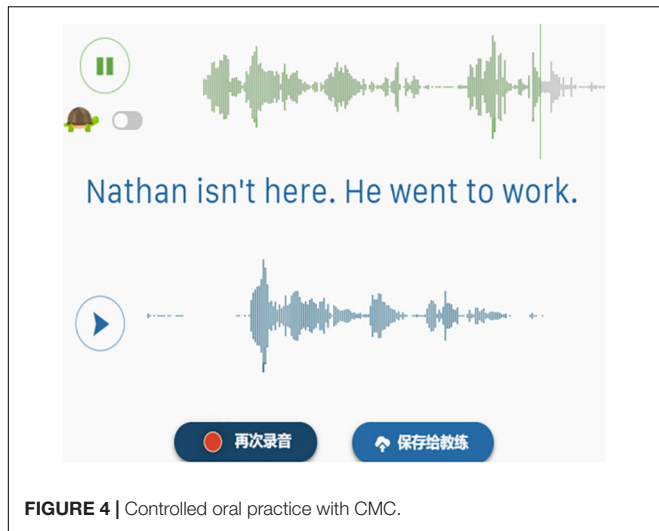 Nathan isn't here. He went to work.
再次录音
保存给教练
FIGURE 4 | Controlled oral practice with CMC.